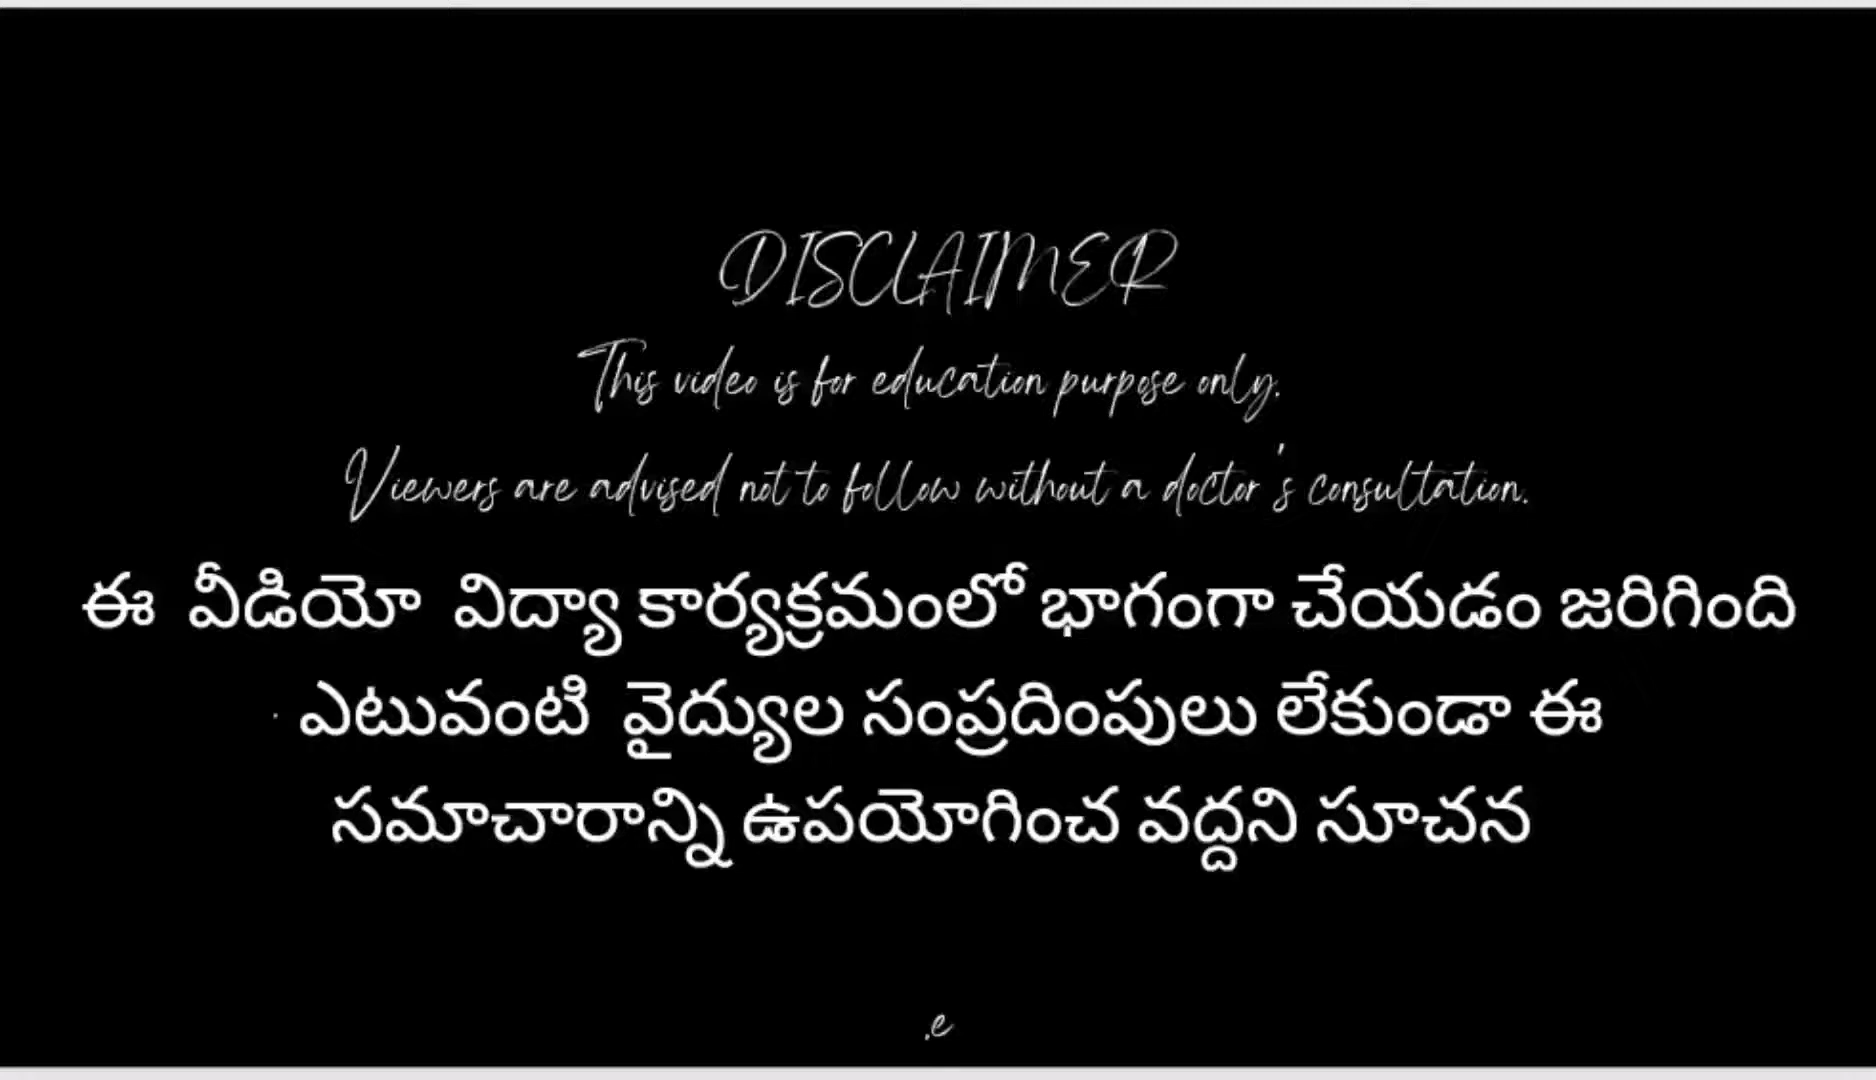 DISCLAIMER
This video is for education purpose only.
Viewers are advised not to follow without a doctor's consultation.
ఈ వీడియో విద్యా కార్యక్రమంలో భాగంగా చేయడం జరిగింది
· ఎటువంటి వైద్యుల సంప్రదింపులు లేకుండా ఈ
సమాచారాన్ని ఉపయోగించ వద్దని సూచన
.e